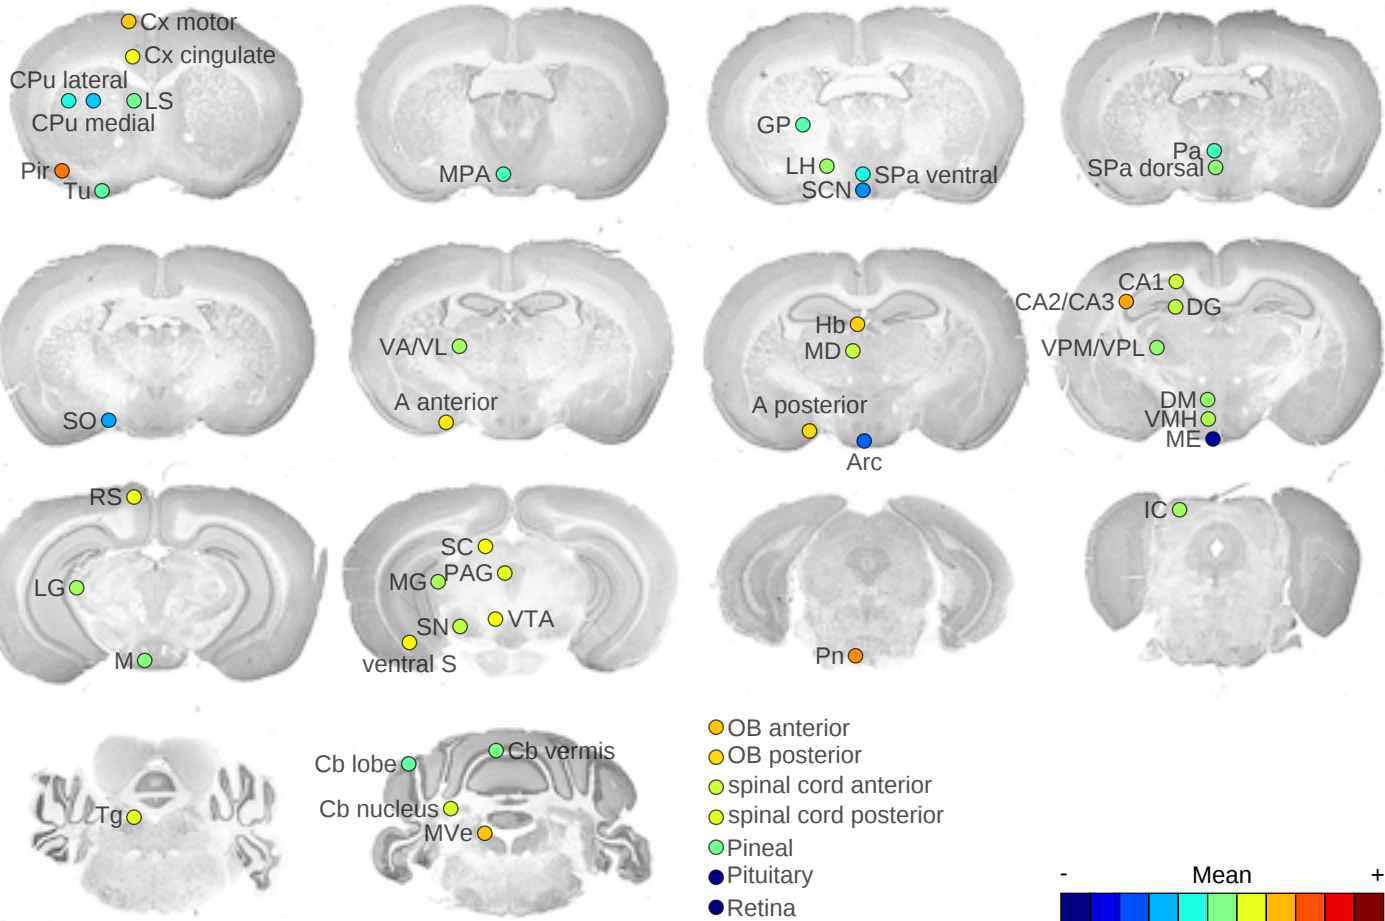 Cx motor
Cx cingulate
CPu lateral
LS
CPu medial
Pir
Tu
MPA
GP
LH
SPa ventral
SCN
Pa
SPa dorsal
SO
VA/VL
A anterior
Hb
MD
A posterior
Arc
CA1
CA2/CA3
DG
VPM/VPL
DM
VMH
ME
RS
LG
M
SC
PAG
MG
VTA
SN
ventral S
Pn
IC
Tg
Cb lobe
Cb vermis
Cb nucleus
MVe
OB anterior
OB posterior
spinal cord anterior
spinal cord posterior
Pineal
Pituitary
Retina
- Mean +